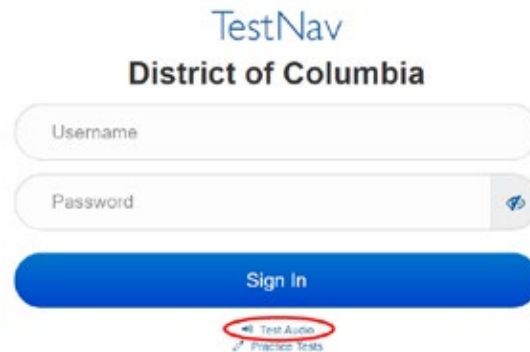 TestNav
District of Columbia
Username
Password
Sign In
Test Audio
Practice Tests